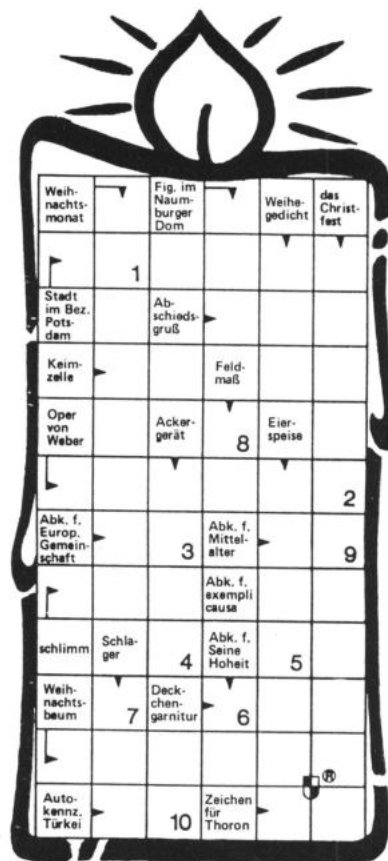 Weih-
nachts-
monat
Fig. im
Naum-
burger
Dom
Weihe-
gedicht
das
Christ-
fest
1
Stadt
im Bez.
Pots-
dam
Ab-
schieds-
gruß
Keim-
zelle
Feld-
maß
Oper
von
Weber
Acker-
gerät
8
Eier-
speise
2
Abk. f.
Europ.
Gemein-
schaft
3
Abk. f.
Mittel-
alter
9
Abk. f.
exempli
causa
schlimm
Schla-
ger
4
Abk. f.
Seine
Hoheit
5
Weih-
nachts-
baum
7
Deck-
chen-
garnitur
6
®
Auto-
kennz.
Türkei
10
Zeichen
für
Thoron